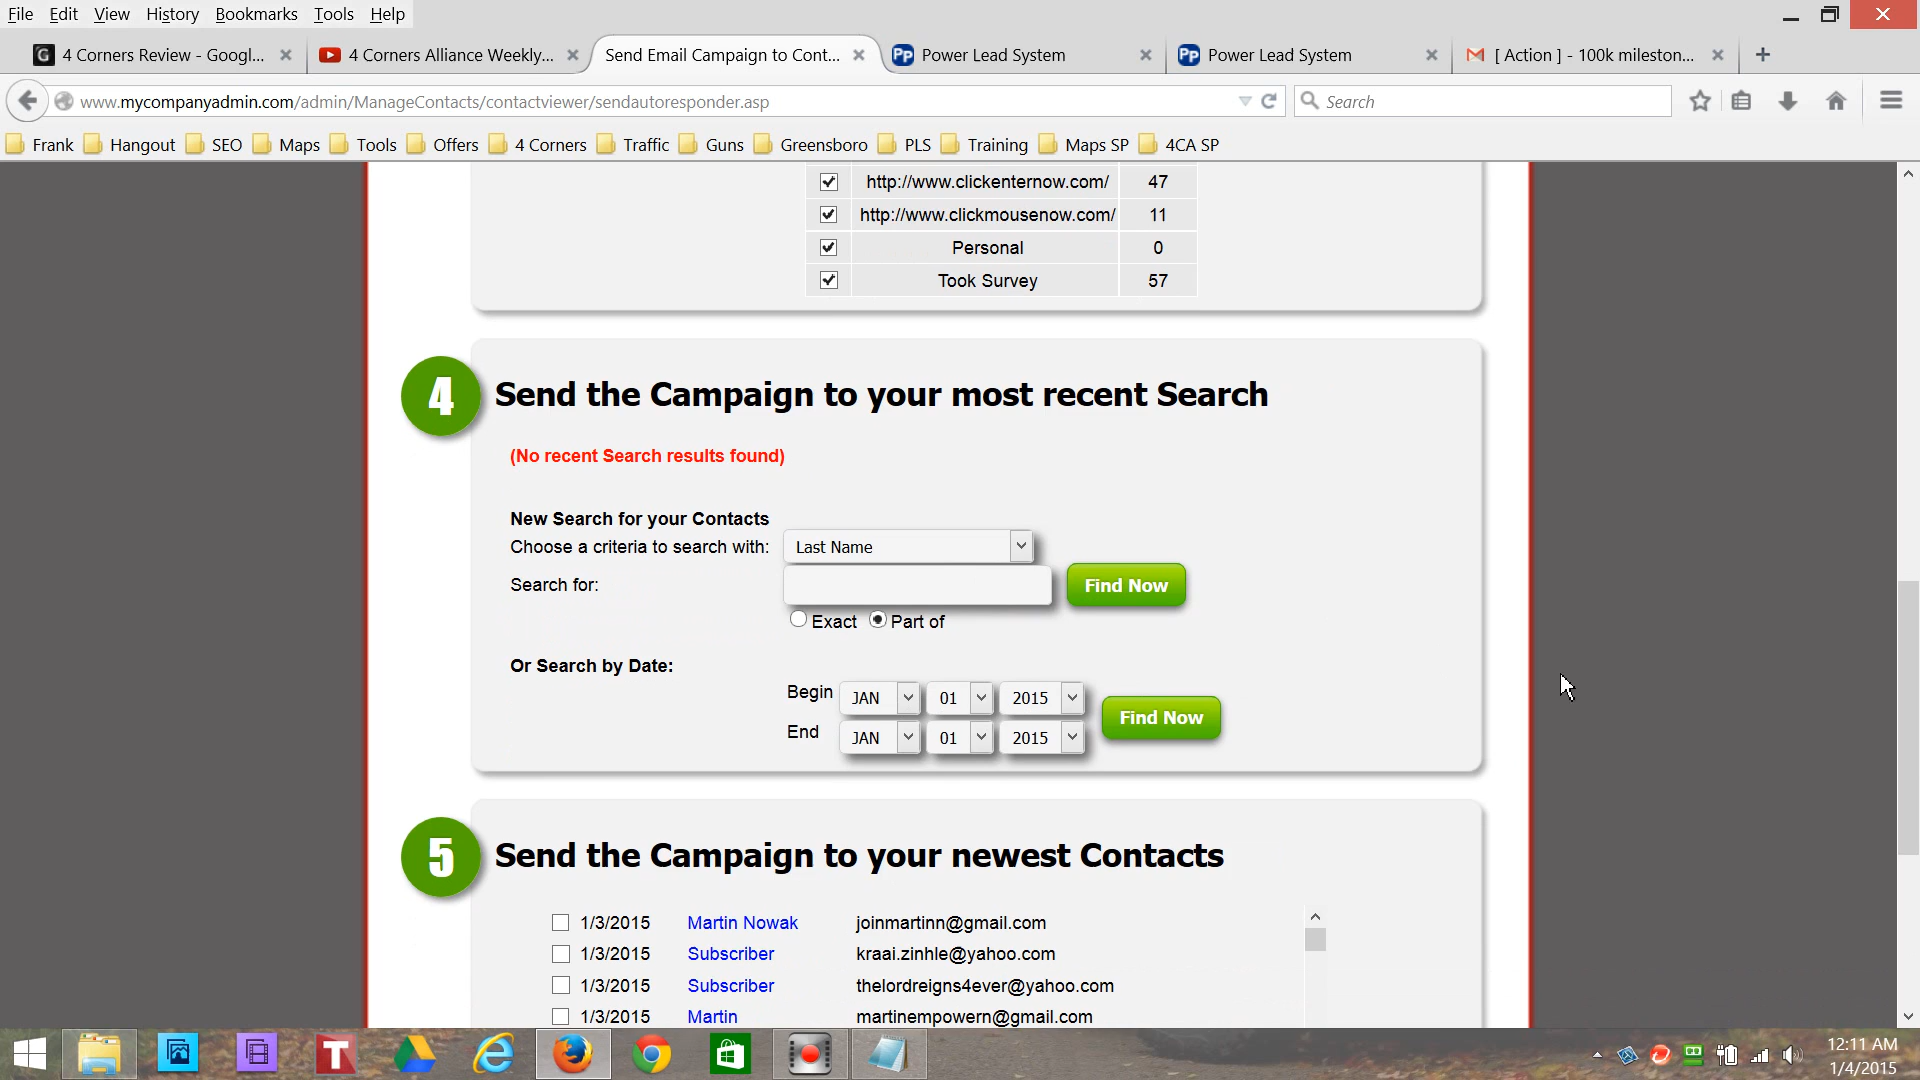 File Edit View History Bookmarks Tools Help
4 Corners Review - Googl...
4 Corners Alliance Weekly...
Send Email Campaign to Cont...
Power Lead System
Power Lead System
[ Action ] - 100k mileston...
www.mycompanyadmin.com/admin/ManageContacts/contactviewer/sendautoresponder.asp
Search
Frank Hangout SEO Maps Tools Offers 4 Corners Traffic Guns Greensboro PLS Training Maps SP 4CA SP
http://www.clickenternow.com/ 47
http://www.clickmousenow.com/ 11
Personal 0
Took Survey 57
4 Send the Campaign to your most recent Search
(No recent Search results found)
New Search for your Contacts
Choose a criteria to search with: Last Name
Search for: Find Now
Exact Part of
Or Search by Date:
Begin JAN 01 2015
Find Now
End JAN 01 2015
5 Send the Campaign to your newest Contacts
1/3/2015 Martin Nowak joinmartinn@gmail.com
1/3/2015 Subscriber kraai.zinhle@yahoo.com
1/3/2015 Subscriber thelordreigns4ever@yahoo.com
1/3/2015 Martin martinempowern@gmail.com
12:11 AM
1/4/2015